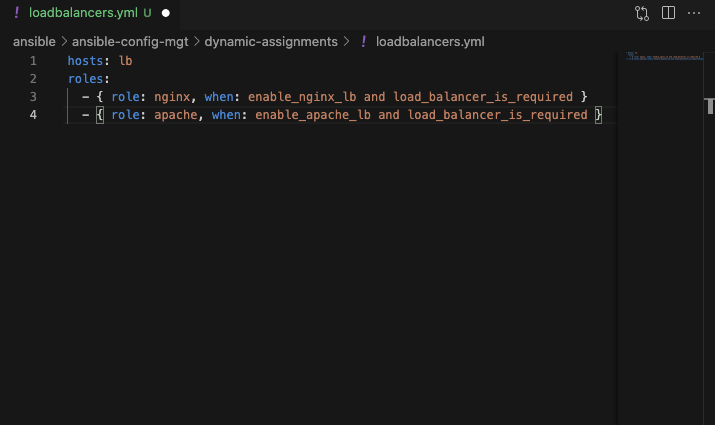 ! loadbalancers.yml U
ansible > ansible-config-mgt > dynamic-assignments > ! loadbalancers.yml
1 hosts: lb
2 roles:
3 - { role: nginx, when: enable_nginx_lb and load_balancer_is_required }
4 - { role: apache, when: enable_apache_lb and load_balancer_is_required }